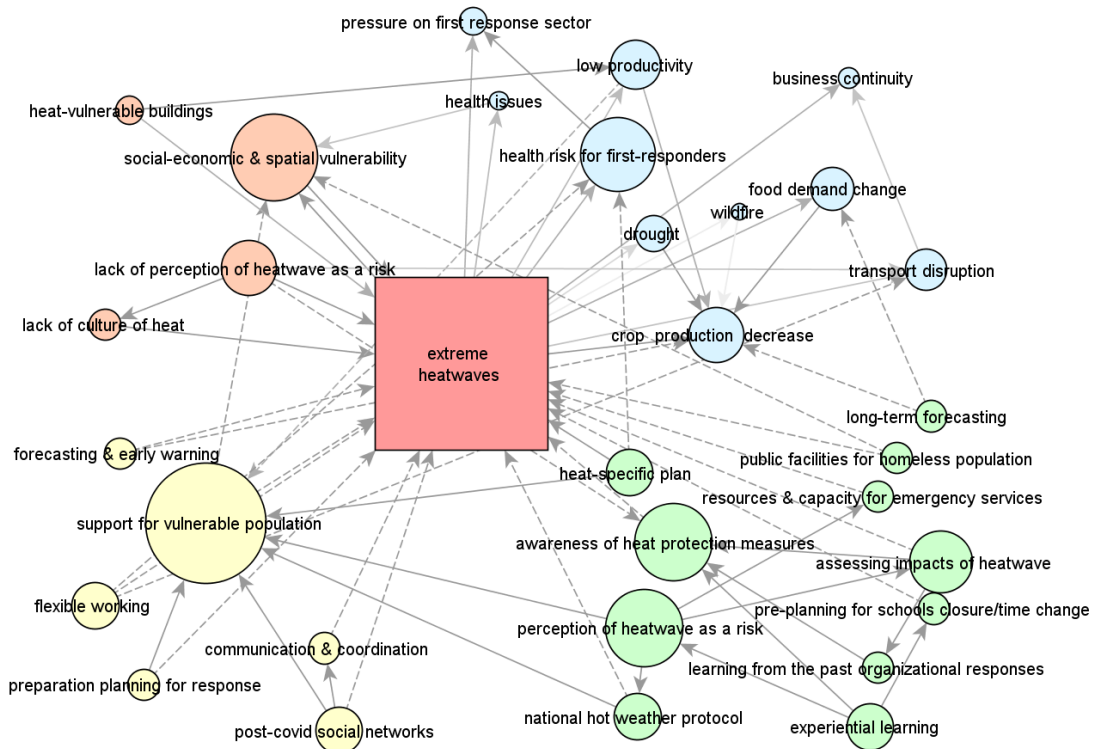 pressure on first response sector
low productivity
business continuity
health issues
heat-vulnerable buildings
social-economic & spatial vulnerability
health risk for first-responders
food demand change
wildfire
drought
lack of perception of heatwave as a risk
transport disruption
lack of culture of heat
crop production decrease
extreme
heatwaves
long-term forecasting
forecasting & early warning
public facilities for homeless population
heat-specific plan
resources & capacity for emergency services
support for vulnerable population
awareness of heat protection measures
assessing impacts of heatwave
flexible working
pre-planning for schools closure/time change
perception of heatwave as a risk
communication & coordination
learning from the past organizational responses
preparation planning for response
national hot weather protocol
experiential learning
post-covid social networks